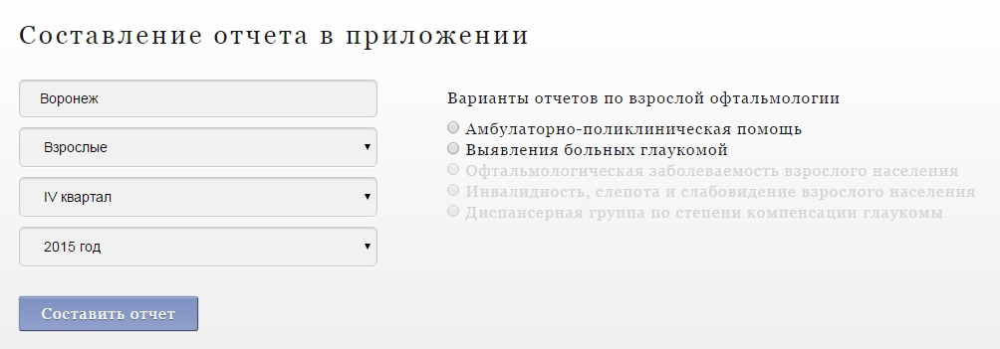 Составление отчета в приложении
Воронеж
Взрослые
IV квартал
2015 год
Составить отчет
Варианты отчетов по взрослой офтальмологии
Амбулаторно-поликлиническая помощь
Выявления больных глаукомой
Офтальмологическая заболеваемость взрослого населения
Инвалидность, слепота и слабовидение взрослого населения
Диспансерная группа по степени компенсации глаукомы